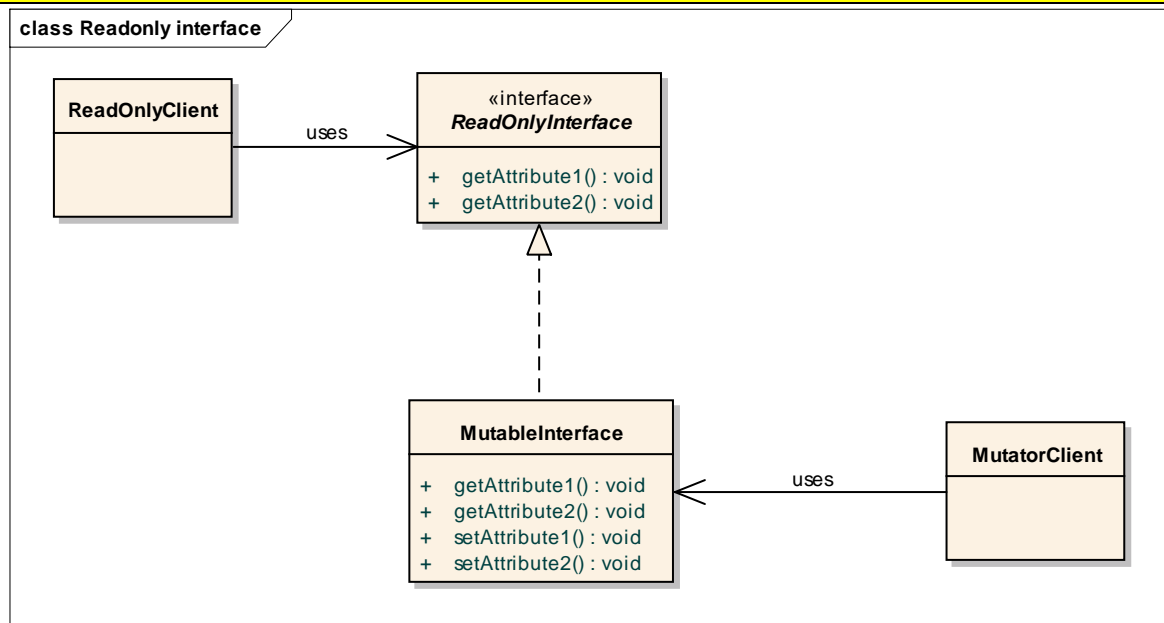 class Readonly interface
ReadOnlyClient
uses
«interface»
ReadOnlyInterface
+ getAttribute1() : void
+ getAttribute2() : void
MutableInterface
+ getAttribute1() : void
+ getAttribute2() : void
+ setAttribute1() : void
+ setAttribute2() : void
uses
MutatorClient